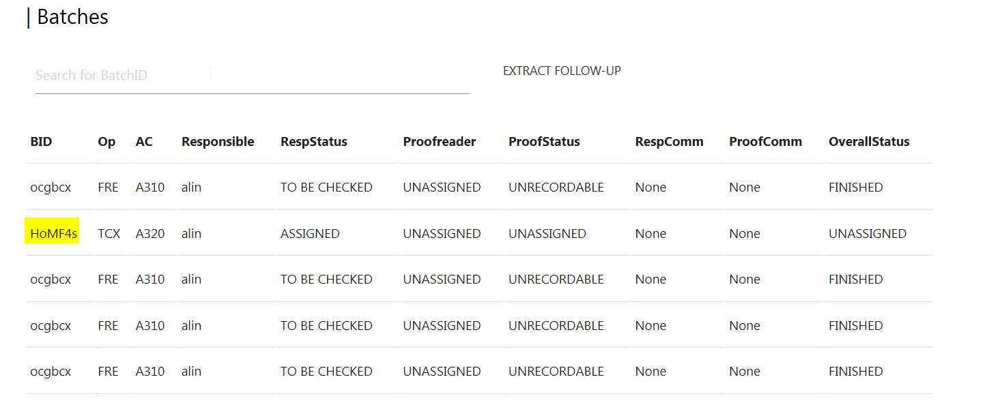 | Batches
Search for BatchID
EXTRACT FOLLOW-UP
BID Op AC Responsible RespStatus Proofreader ProofStatus RespComm ProofComm OverallStatus
ocgbcx FRE A310 alin TO BE CHECKED UNASSIGNED UNRECORDABLE None None FINISHED
HoMF4s TCX A320 alin ASSIGNED UNASSIGNED UNASSIGNED None None UNASSIGNED
ocgbcx FRE A310 alin TO BE CHECKED UNASSIGNED UNRECORDABLE None None FINISHED
ocgbcx FRE A310 alin TO BE CHECKED UNASSIGNED UNRECORDABLE None None FINISHED
ocgbcx FRE A310 alin TO BE CHECKED UNASSIGNED UNRECORDABLE None None FINISHED